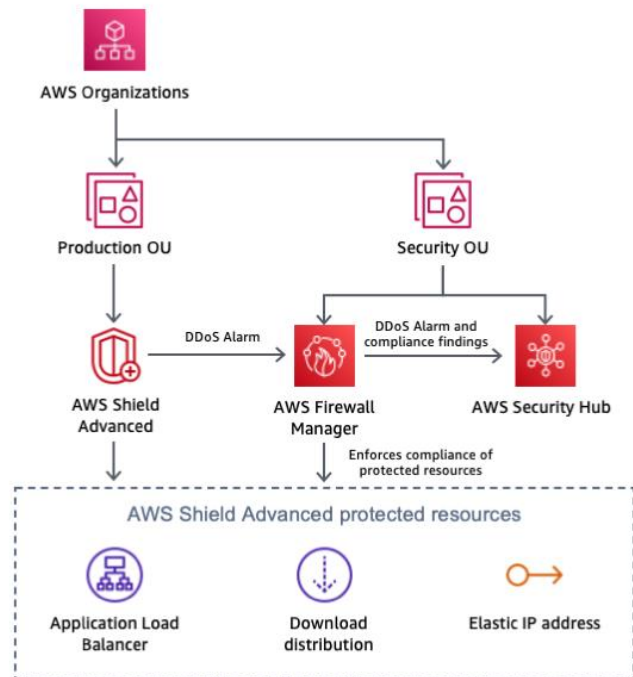 AWS Organizations
Production OU
Security OU
DDoS Alarm
DDoS Alarm and
compliance findings
AWS Shield
Advanced
AWS Firewall
Manager
AWS Security Hub
Enforces compliance of
protected resources
AWS Shield Advanced protected resources
Application Load
Balancer
Download
distribution
Elastic IP address